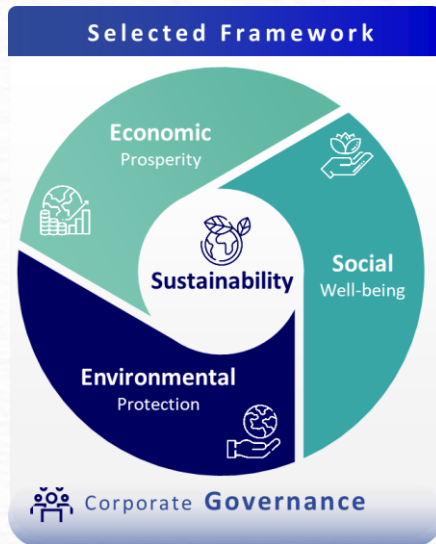 Selected Framework
Economic
Prosperity
Social
Well-being
Sustainability
Environmental
Protection
Corporate Governance